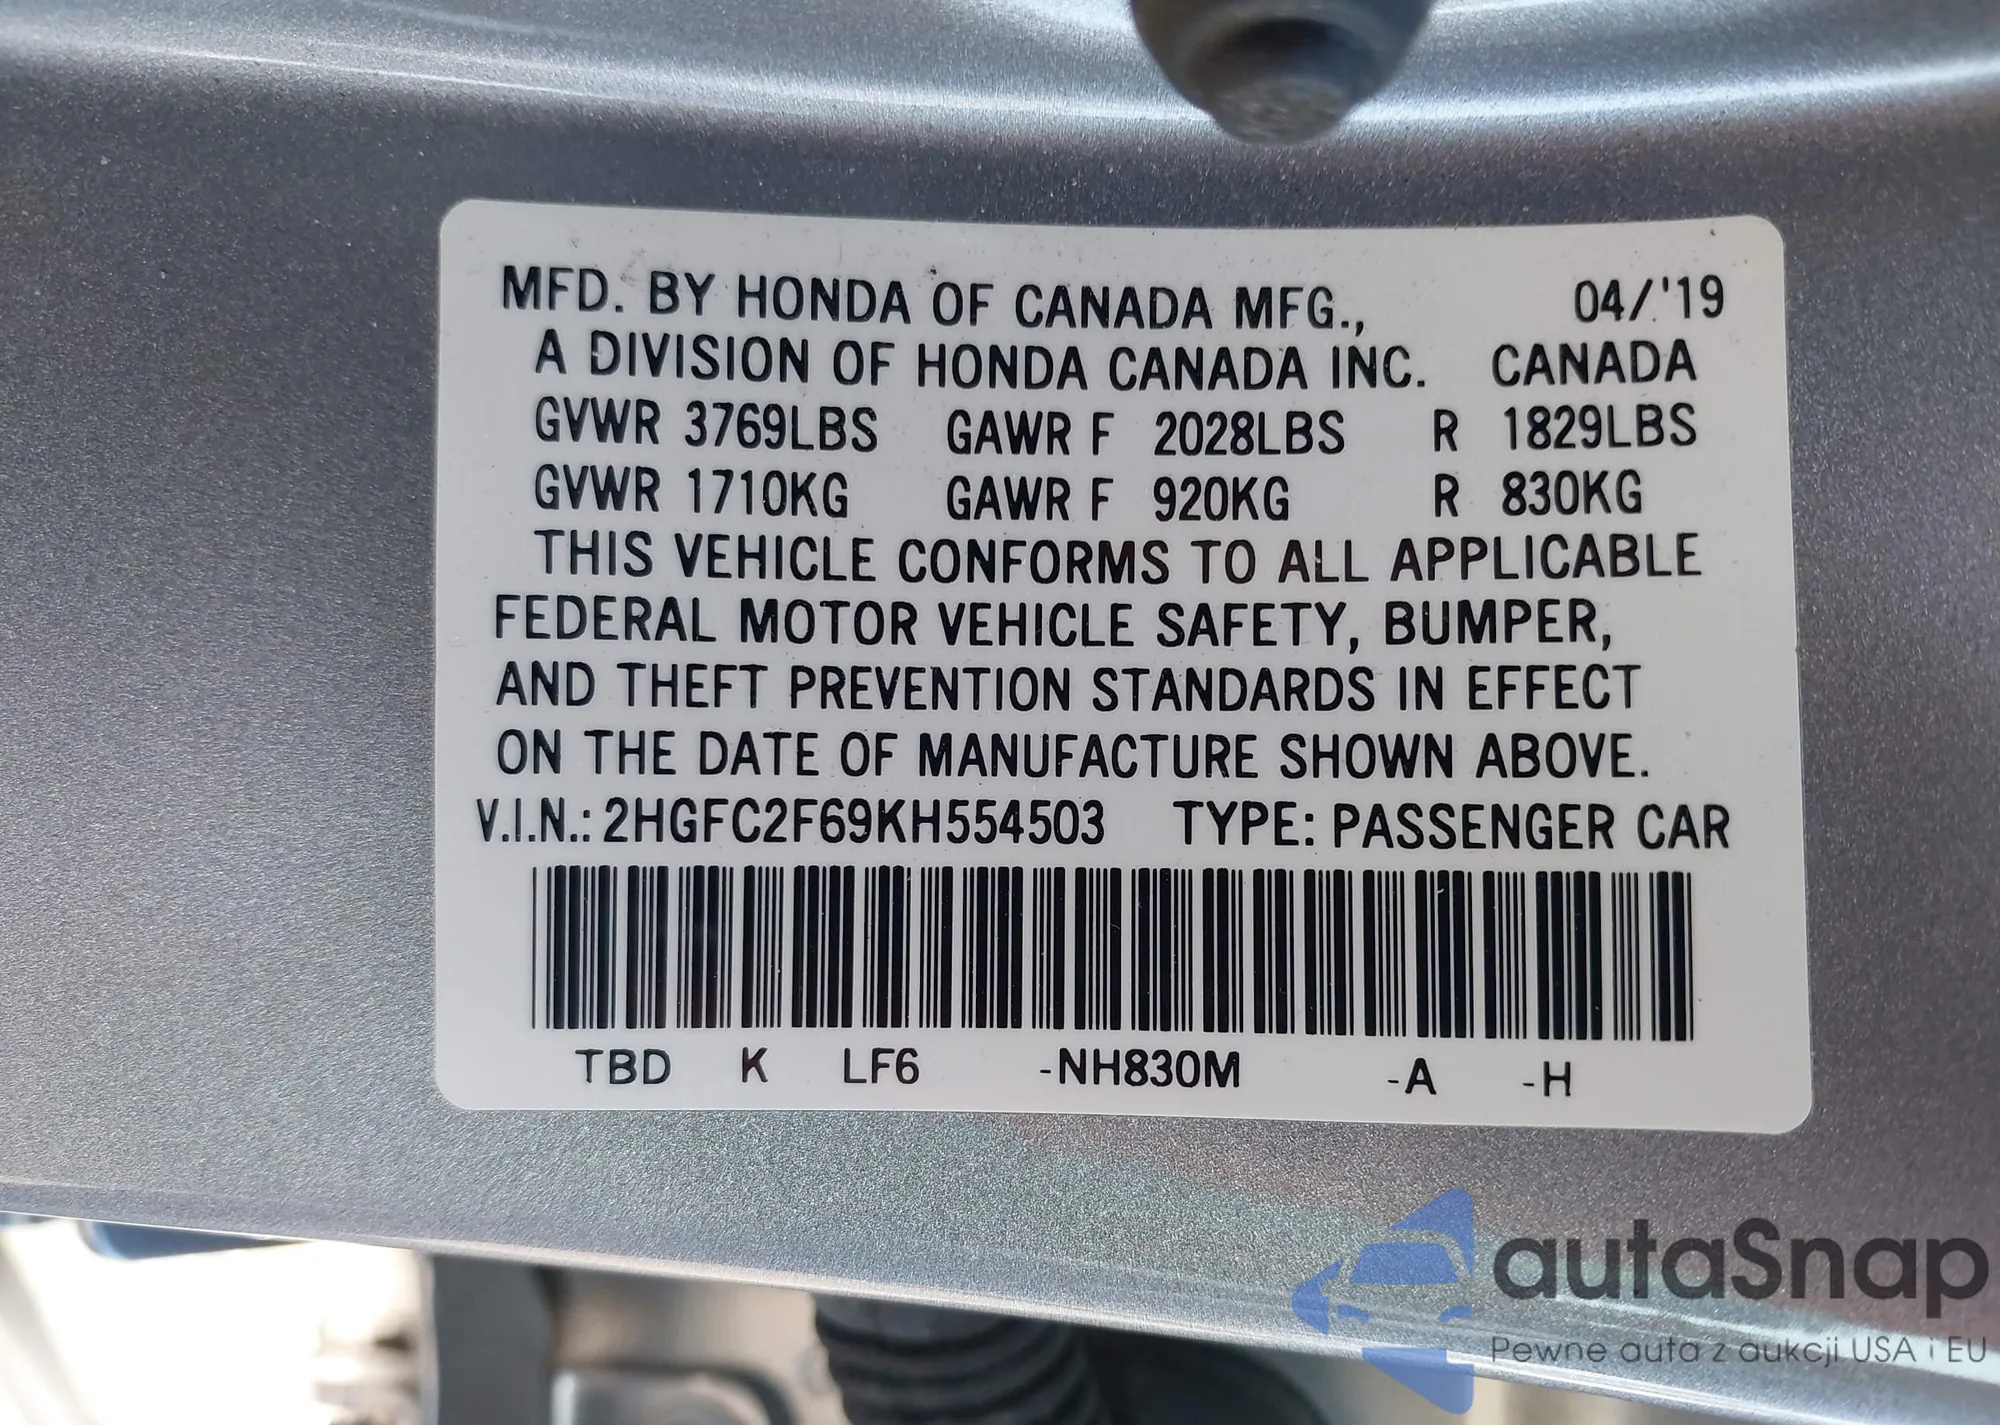 MFD. BY HONDA OF CANADA MFG., 04/'19
A DIVISION OF HONDA CANADA INC. CANADA
GVWR 3769LBS GAWR F 2028LBS R 1829LBS
GVWR 1710KG GAWR F 920KG R 830KG
THIS VEHICLE CONFORMS TO ALL APPLICABLE
FEDERAL MOTOR VEHICLE SAFETY, BUMPER,
AND THEFT PREVENTION STANDARDS IN EFFECT
ON THE DATE OF MANUFACTURE SHOWN ABOVE.
V.I.N.: 2HGFC2F69KH554503 TYPE: PASSENGER CAR
TBD K LF6 -NH830M -A -H
autaSnap
Pewne auta z aukcji USA i EU